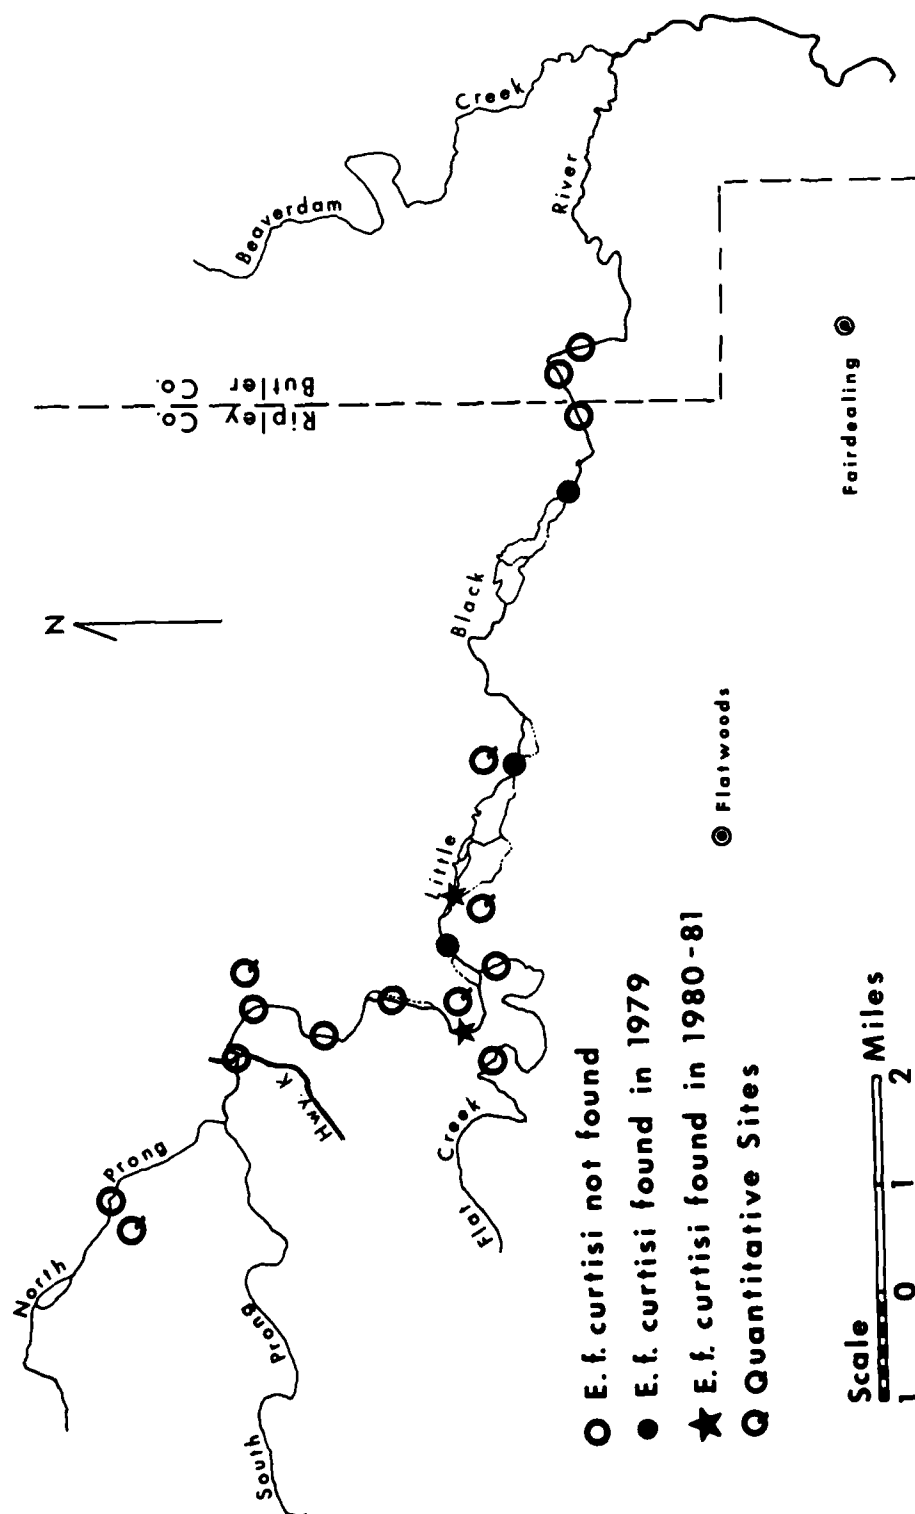 N
North
Prong
South
Prong
Hwy. K
Flat
Creek
Little
Black
River
Beaverdam
Creek
Ripley Co.
Butler Co.
Flatwoods
Fairdealing
Q
Q
Q
Q
Q
E. f. curtisi not found
E. f. curtisi found in 1979
E. f. curtisi found in 1980-81
Q Quantitative Sites
Scale
1 0 1 2
Miles